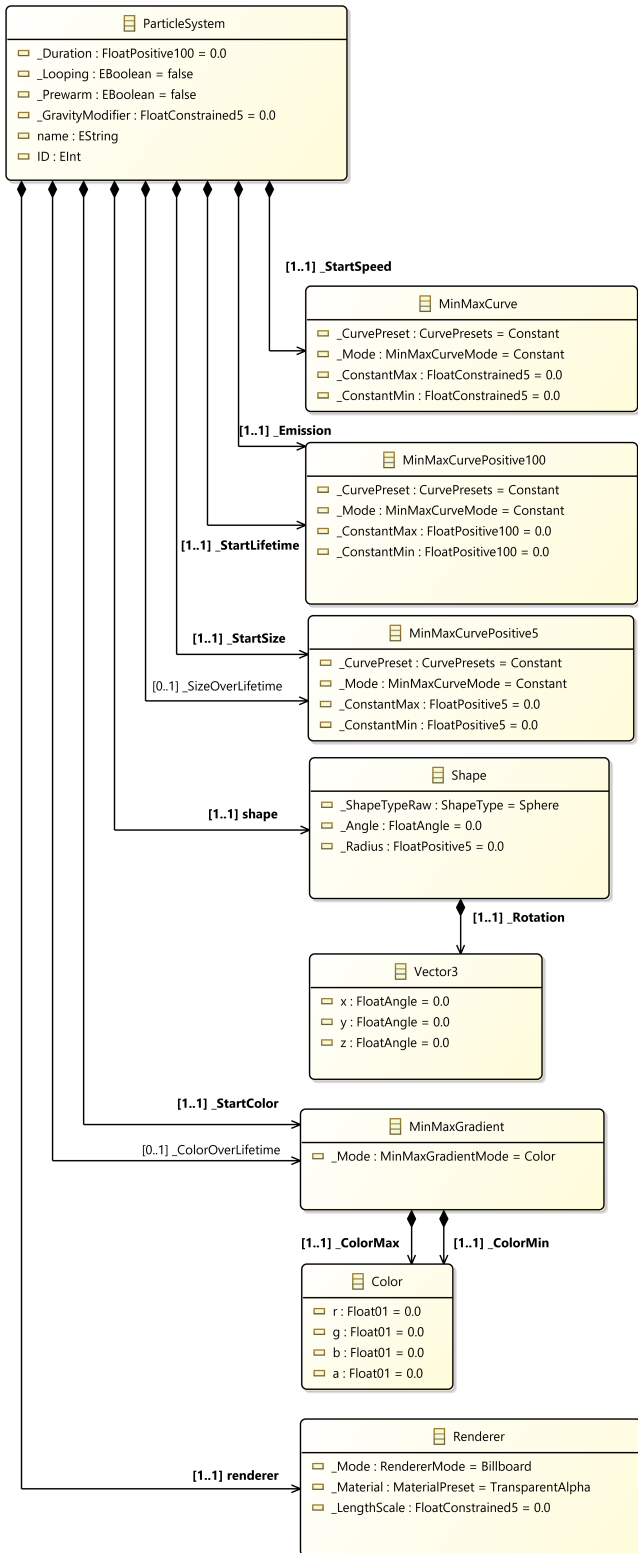 ParticleSystem
_Duration : FloatPositive100 = 0.0
_Looping : EBoolean = false
_Prewarm : EBoolean = false
_GravityModifier : FloatConstrained5 = 0.0
name : EString
ID : EInt
[1..1] _StartSpeed
MinMaxCurve
_CurvePreset : CurvePresets = Constant
_Mode : MinMaxCurveMode = Constant
_ConstantMax : FloatConstrained5 = 0.0
_ConstantMin : FloatConstrained5 = 0.0
[1..1] _Emission
MinMaxCurvePositive100
_CurvePreset : CurvePresets = Constant
_Mode : MinMaxCurveMode = Constant
_ConstantMax : FloatPositive100 = 0.0
_ConstantMin : FloatPositive100 = 0.0
[1..1] _StartLifetime
[1..1] _StartSize
MinMaxCurvePositive5
_CurvePreset : CurvePresets = Constant
_Mode : MinMaxCurveMode = Constant
_ConstantMax : FloatPositive5 = 0.0
_ConstantMin : FloatPositive5 = 0.0
[0..1] _SizeOverLifetime
Shape
_ShapeTypeRaw : ShapeType = Sphere
_Angle : FloatAngle = 0.0
_Radius : FloatPositive5 = 0.0
[1..1] shape
[1..1] _Rotation
Vector3
x : FloatAngle = 0.0
y : FloatAngle = 0.0
z : FloatAngle = 0.0
[1..1] _StartColor
MinMaxGradient
_Mode : MinMaxGradientMode = Color
[0..1] _ColorOverLifetime
[1..1] _ColorMax
[1..1] _ColorMin
Color
r : Float01 = 0.0
g : Float01 = 0.0
b : Float01 = 0.0
a : Float01 = 0.0
Renderer
_Mode : RendererMode = Billboard
_Material : MaterialPreset = TransparentAlpha
_LengthScale : FloatConstrained5 = 0.0
[1..1] renderer